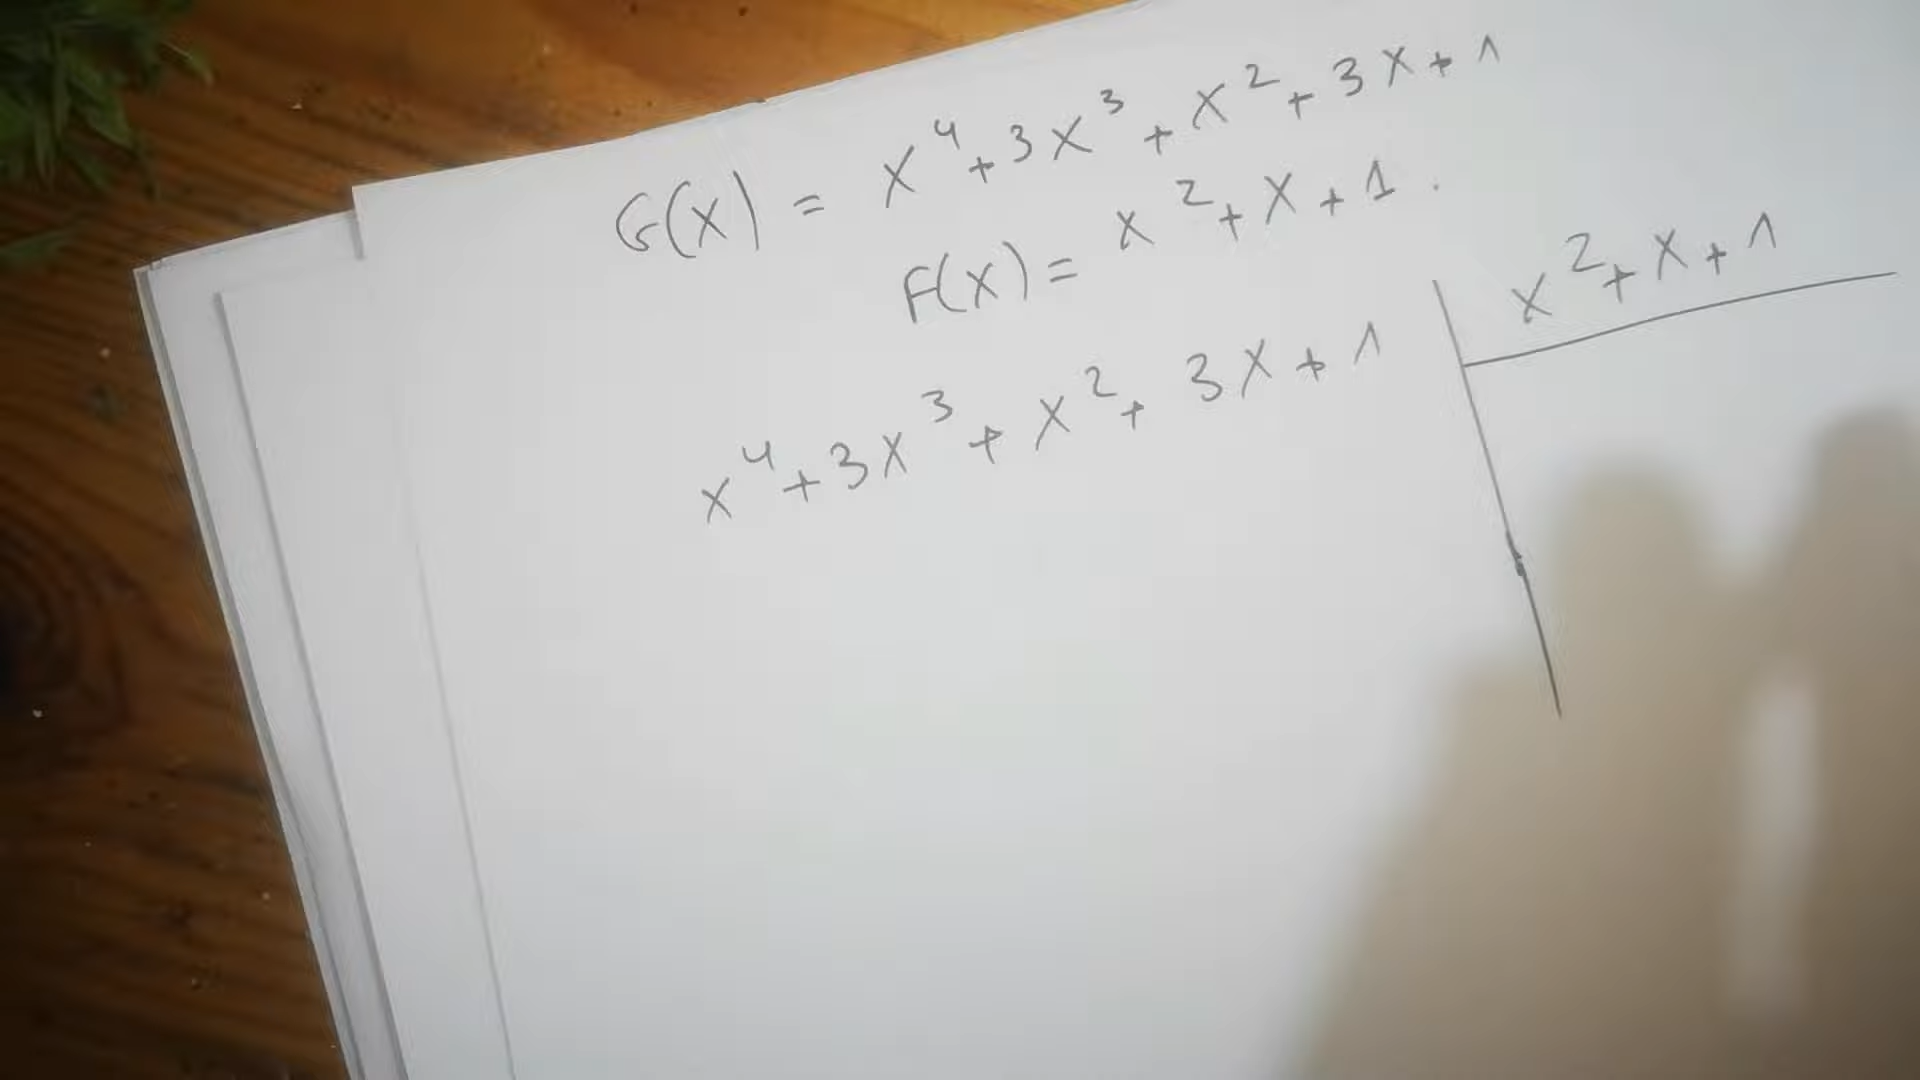 G(X) = X⁴+3X³+X²+3X+1
F(X)= X²+X+1.
X²+X+1
X⁴+3X³+X²+3X+1